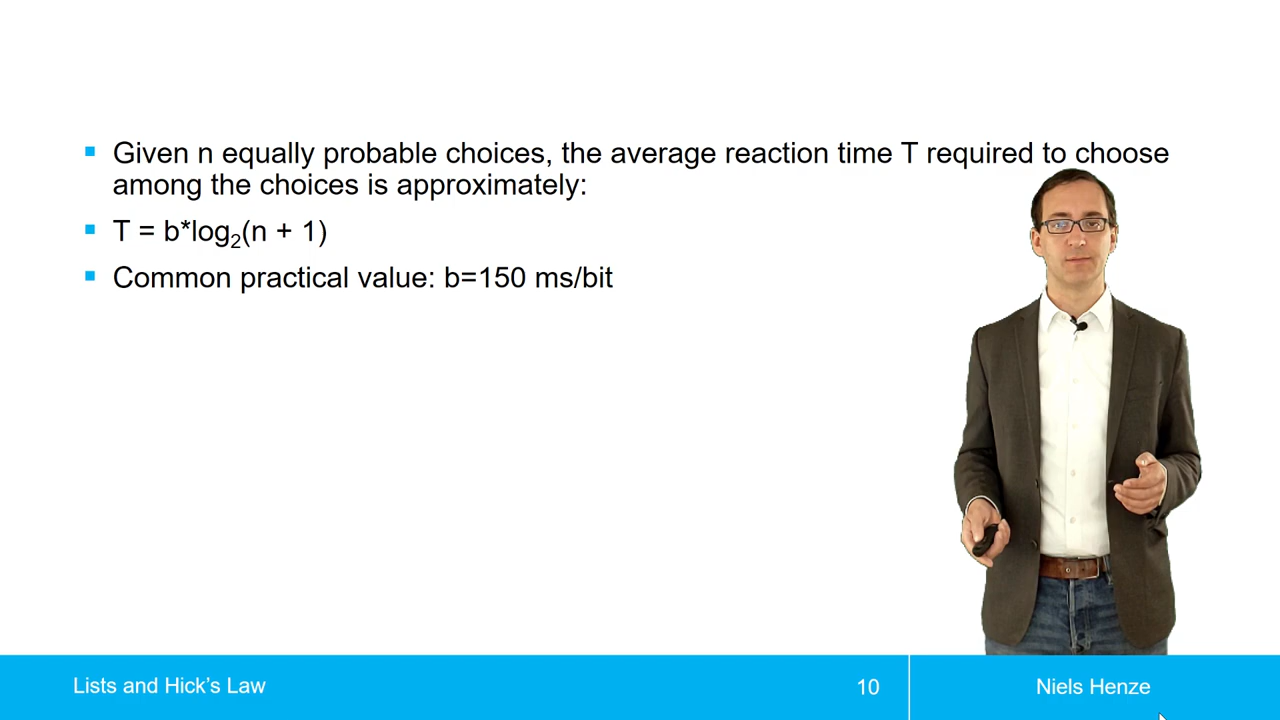 Given n equally probable choices, the average reaction time T required to choose
among the choices is approximately:
T = b*log₂(n + 1)
Common practical value: b=150 ms/bit
Lists and Hick’s Law
10
Niels Henze